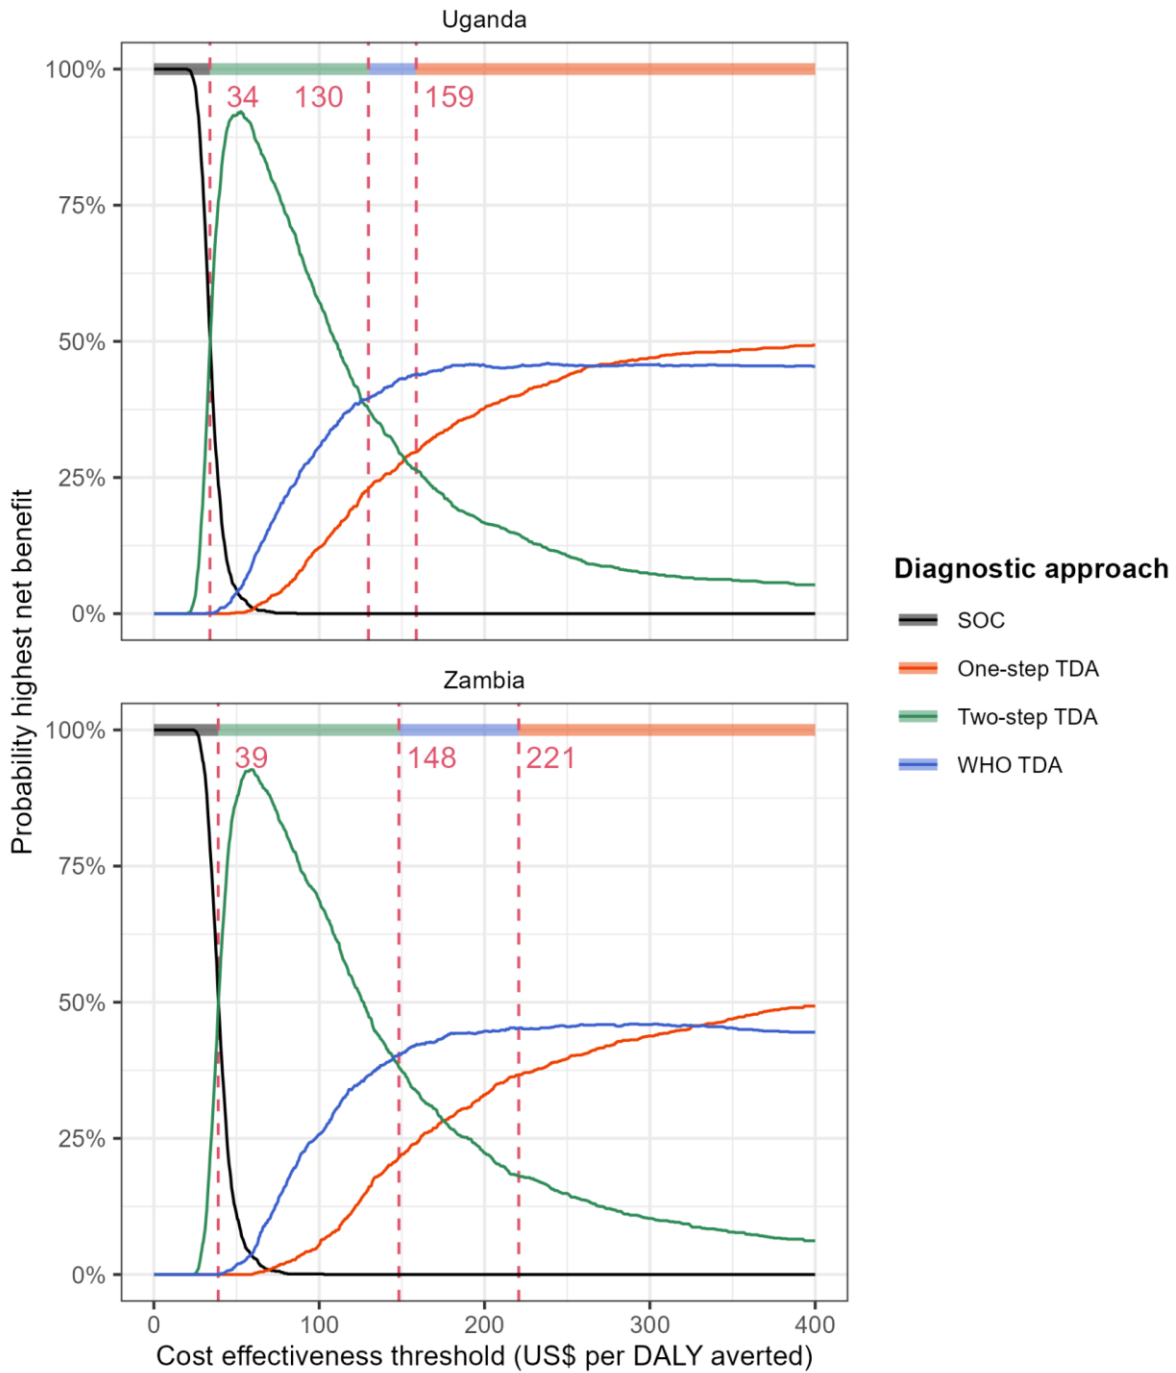 Uganda
100%
34 130 159
75%
50%
25%
0%
Probability highest net benefit
Diagnostic approach
SOC
One-step TDA
Two-step TDA
WHO TDA
Zambia
100%
39 148 221
75%
50%
25%
0%
0 100 200 300 400
Cost effectiveness threshold (US$ per DALY averted)